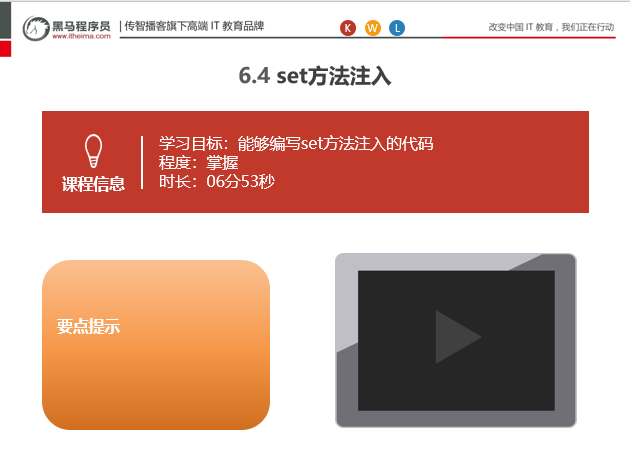 黑马程序员
www.itheima.com
传智播客旗下高端 IT 教育品牌
K W L
改变中国 IT 教育，我们正在行动
6.4 set方法注入
课程信息
学习目标：能够编写set方法注入的代码
程度：掌握
时长：06分53秒
要点提示